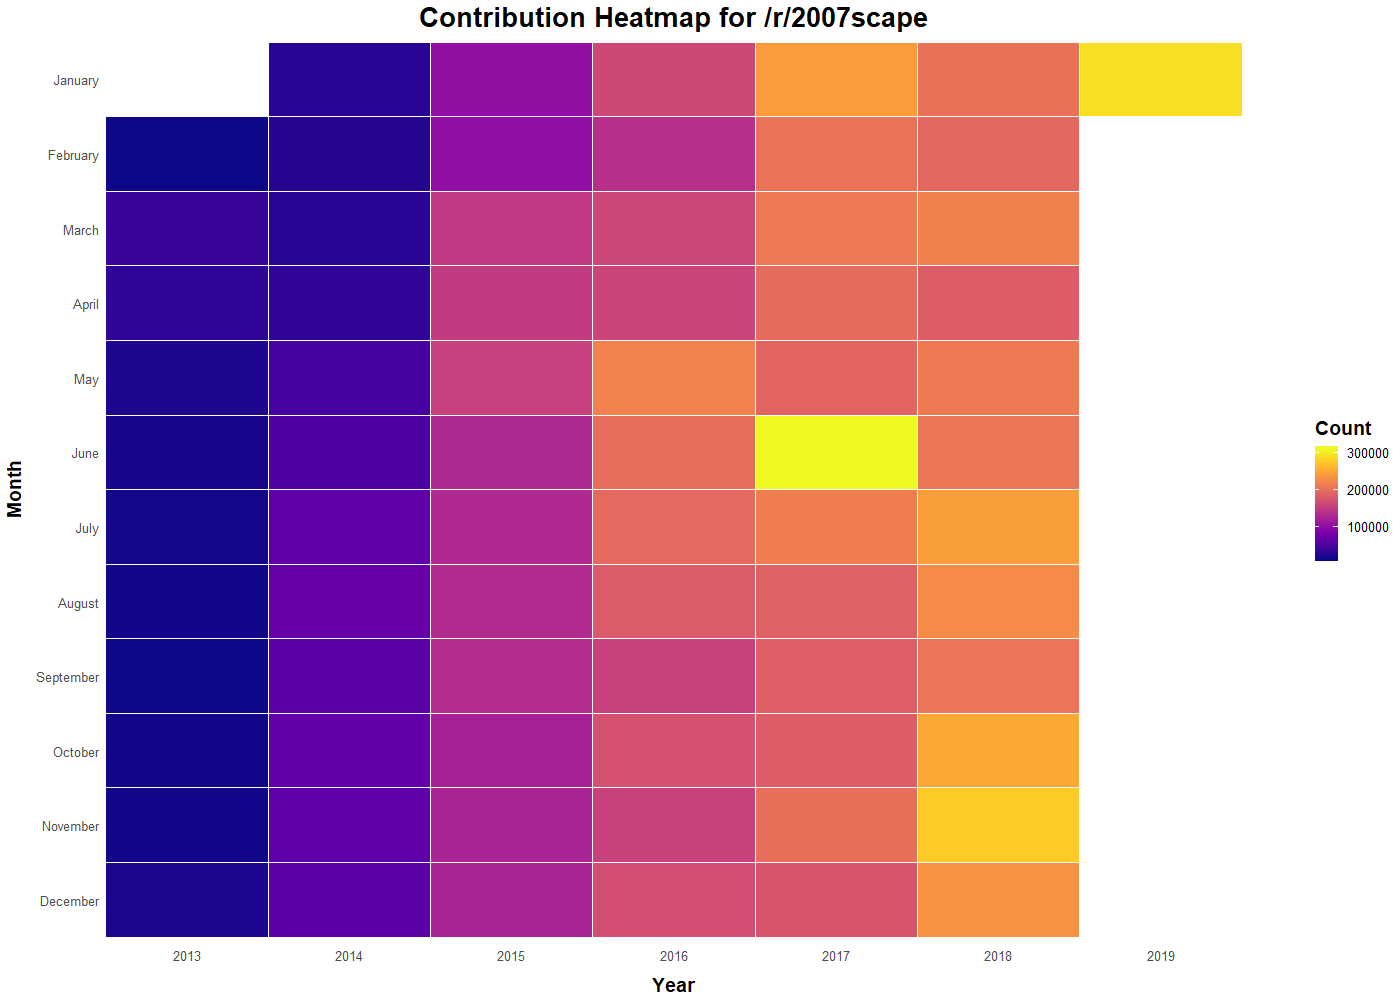 Contribution Heatmap for /r/2007scape
January
February
March
April
May
June
July
August
September
October
November
December
Month
2013 2014 2015 2016 2017 2018 2019
Year
Count
300000
200000
100000